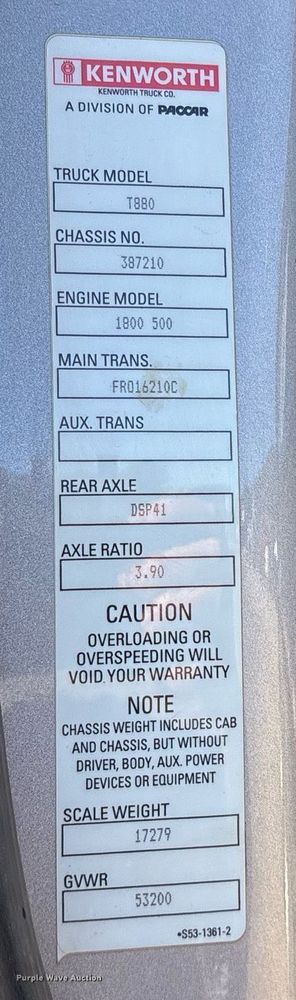 KENWORTH
KENWORTH TRUCK CO.
A DIVISION OF PACCAR
TRUCK MODEL
T880
CHASSIS NO.
387210
ENGINE MODEL
1800 500
MAIN TRANS.
FRO16210C
AUX. TRANS
REAR AXLE
DSP41
AXLE RATIO
3.90
CAUTION
OVERLOADING OR
OVERSPEEDING WILL
VOID YOUR WARRANTY
NOTE
CHASSIS WEIGHT INCLUDES CAB
AND CHASSIS, BUT WITHOUT
DRIVER, BODY, AUX. POWER
DEVICES OR EQUIPMENT
SCALE WEIGHT
17279
GVWR
53200
•S53-1361-2
Purple Wave Auction